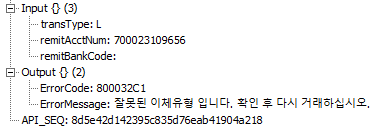 Input {} (3)
transType: L
remitAcctNum: 700023109656
remitBankCode:
Output {} (2)
ErrorCode: 800032C1
ErrorMessage: 잘못된 이체유형 입니다. 확인 후 다시 거래하십시오.
API_SEQ: 8d5e42d142395c835d76eab41904a218